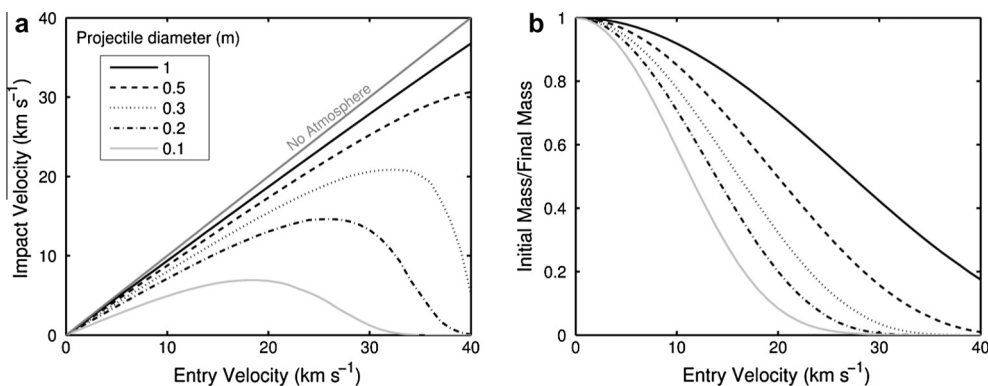 a
Projectile diameter (m)
1
0.5
0.3
0.2
0.1
No Atmosphere
Impact Velocity (km s⁻¹)
40
30
20
10
0
0 10 20 30 40
Entry Velocity (km s⁻¹)
b
Initial Mass/Final Mass
1
0.8
0.6
0.4
0.2
0
0 10 20 30 40
Entry Velocity (km s⁻¹)